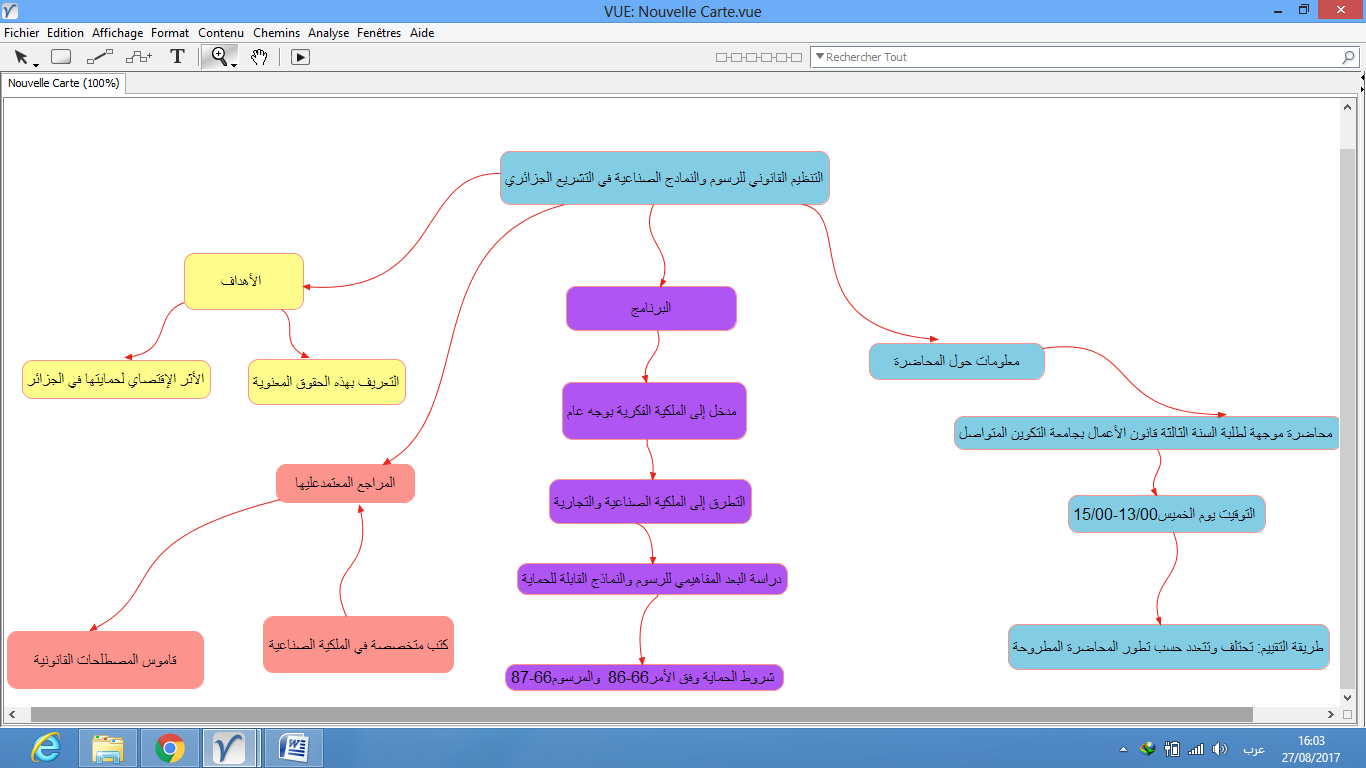 VUE: Nouvelle Carte.vue
Fichier Edition Affichage Format Contenu Chemins Analyse Fenêtres Aide
Rechercher Tout
Nouvelle Carte (100%)
التنظيم القانوني للرسوم والنمادج الصناعية في التشريع الجزائري
الأهداف
الأثر الإقتصاي لحمايتها في الجزائر
التعريف بهذه الحقوق المعنوية
المراجع المعتمدعليها
قاموس المصطلحات القانونية
كتب متخصصة في الملكية الصناعية
البرنامج
مدخل إلى الملكية الفكرية بوجه عام
التطرق إلى الملكية الصناعية والتجارية
دراسة البعد المفاهيمي للرسوم والنماذج القابلة للحماية
شروط الحماية وفق الأمر66-86 والمرسوم66-87
معلومات حول المحاضرة
محاضرة موجهة لطلبة السنة الثالثة قانون الأعمال بجامعة التكوين المتواصل
التوقيت يوم الخميس13/00-15/00
طريقة التقييم: تختلف وتتعدد حسب تطور المحاضرة المطروحة
عرب
16:03
27/08/2017